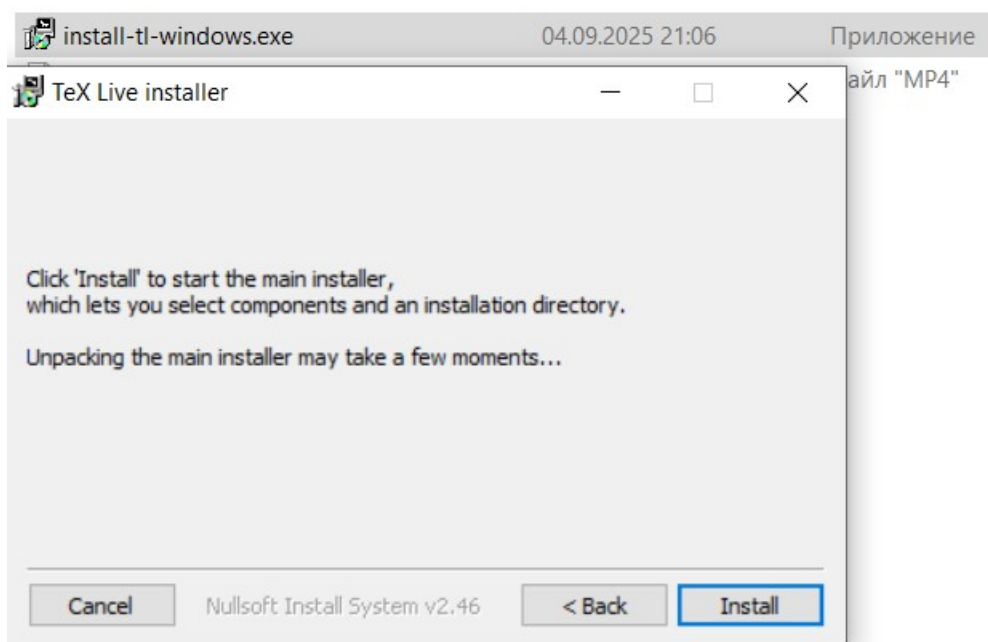 install-tl-windows.exe 04.09.2025 21:06 Приложение
TeX Live installer
айл "MP4"
Click 'Install' to start the main installer,
which lets you select components and an installation directory.
Unpacking the main installer may take a few moments...
Cancel Nullsoft Install System v2.46 < Back Install